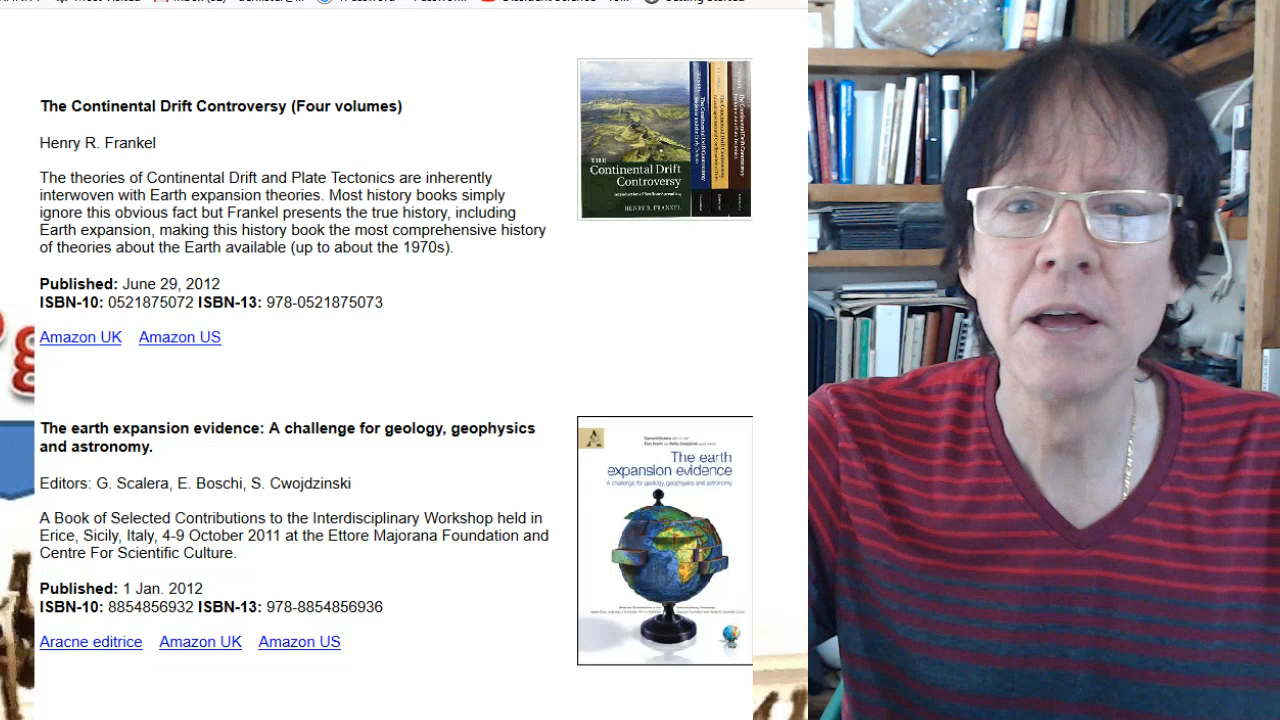 The Continental Drift Controversy (Four volumes)
Henry R. Frankel
The theories of Continental Drift and Plate Tectonics are inherently
interwoven with Earth expansion theories. Most history books simply
ignore this obvious fact but Frankel presents the true history, including
Earth expansion, making this history book the most comprehensive history
of theories about the Earth available (up to about the 1970s).
Published: June 29, 2012
ISBN-10: 0521875072 ISBN-13: 978-0521875073
Amazon UK Amazon US
THE
Continental Drift
Controversy
HENRY R. FRANKEL
The earth expansion evidence: A challenge for geology, geophysics
and astronomy.
Editors: G. Scalera, E. Boschi, S. Cwojdzinski
A Book of Selected Contributions to the Interdisciplinary Workshop held in
Erice, Sicily, Italy, 4-9 October 2011 at the Ettore Majorana Foundation and
Centre For Scientific Culture.
Published: 1 Jan. 2012
ISBN-10: 8854856932 ISBN-13: 978-8854856936
Aracne editrice Amazon UK Amazon US
The earth
expansion evidence
A challenge for geology, geophysics and astronomy